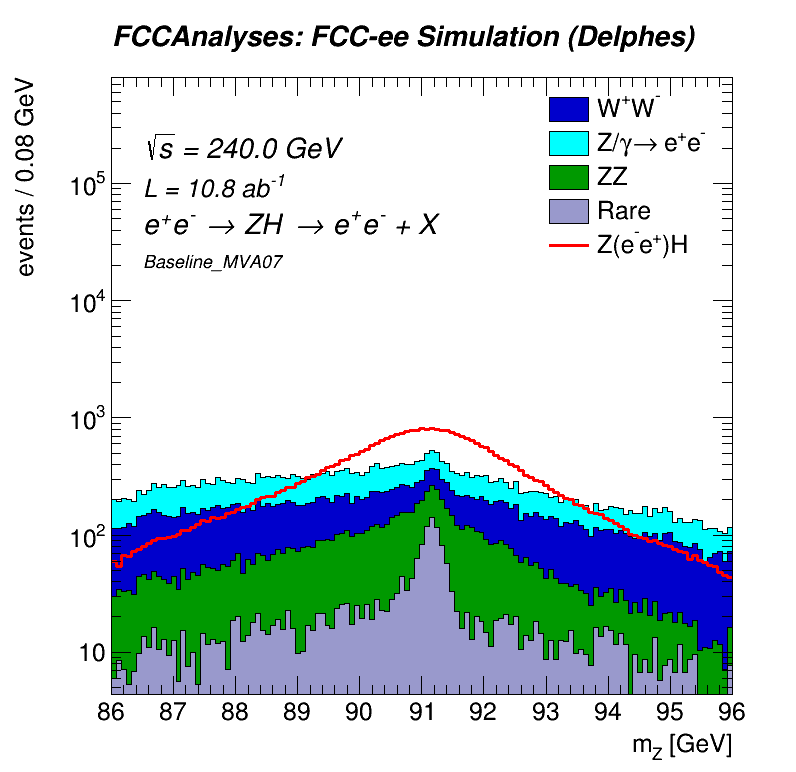 FCCAnalyses: FCC-ee Simulation (Delphes)
events / 0.08 GeV
√s = 240.0 GeV
L = 10.8 ab⁻¹
e⁺e⁻ → ZH → e⁺e⁻ + X
Baseline_MVA07
W⁺W⁻
Z/γ→ e⁺e⁻
ZZ
Rare
Z(e⁻e⁺)H
10⁵
10⁴
10³
10²
10
86 87 88 89 90 91 92 93 94 95 96
m_Z [GeV]